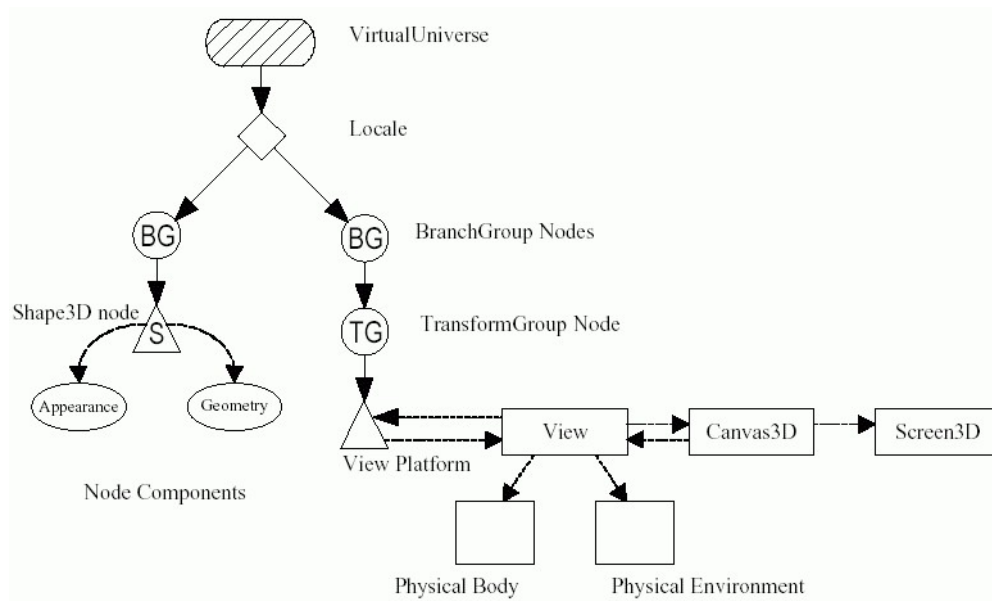 VirtualUniverse
Locale
BG
BG
BranchGroup Nodes
Shape3D node
S
TG
TransformGroup Node
Appearance
Geometry
View
Canvas3D
Screen3D
View Platform
Node Components
Physical Body
Physical Environment